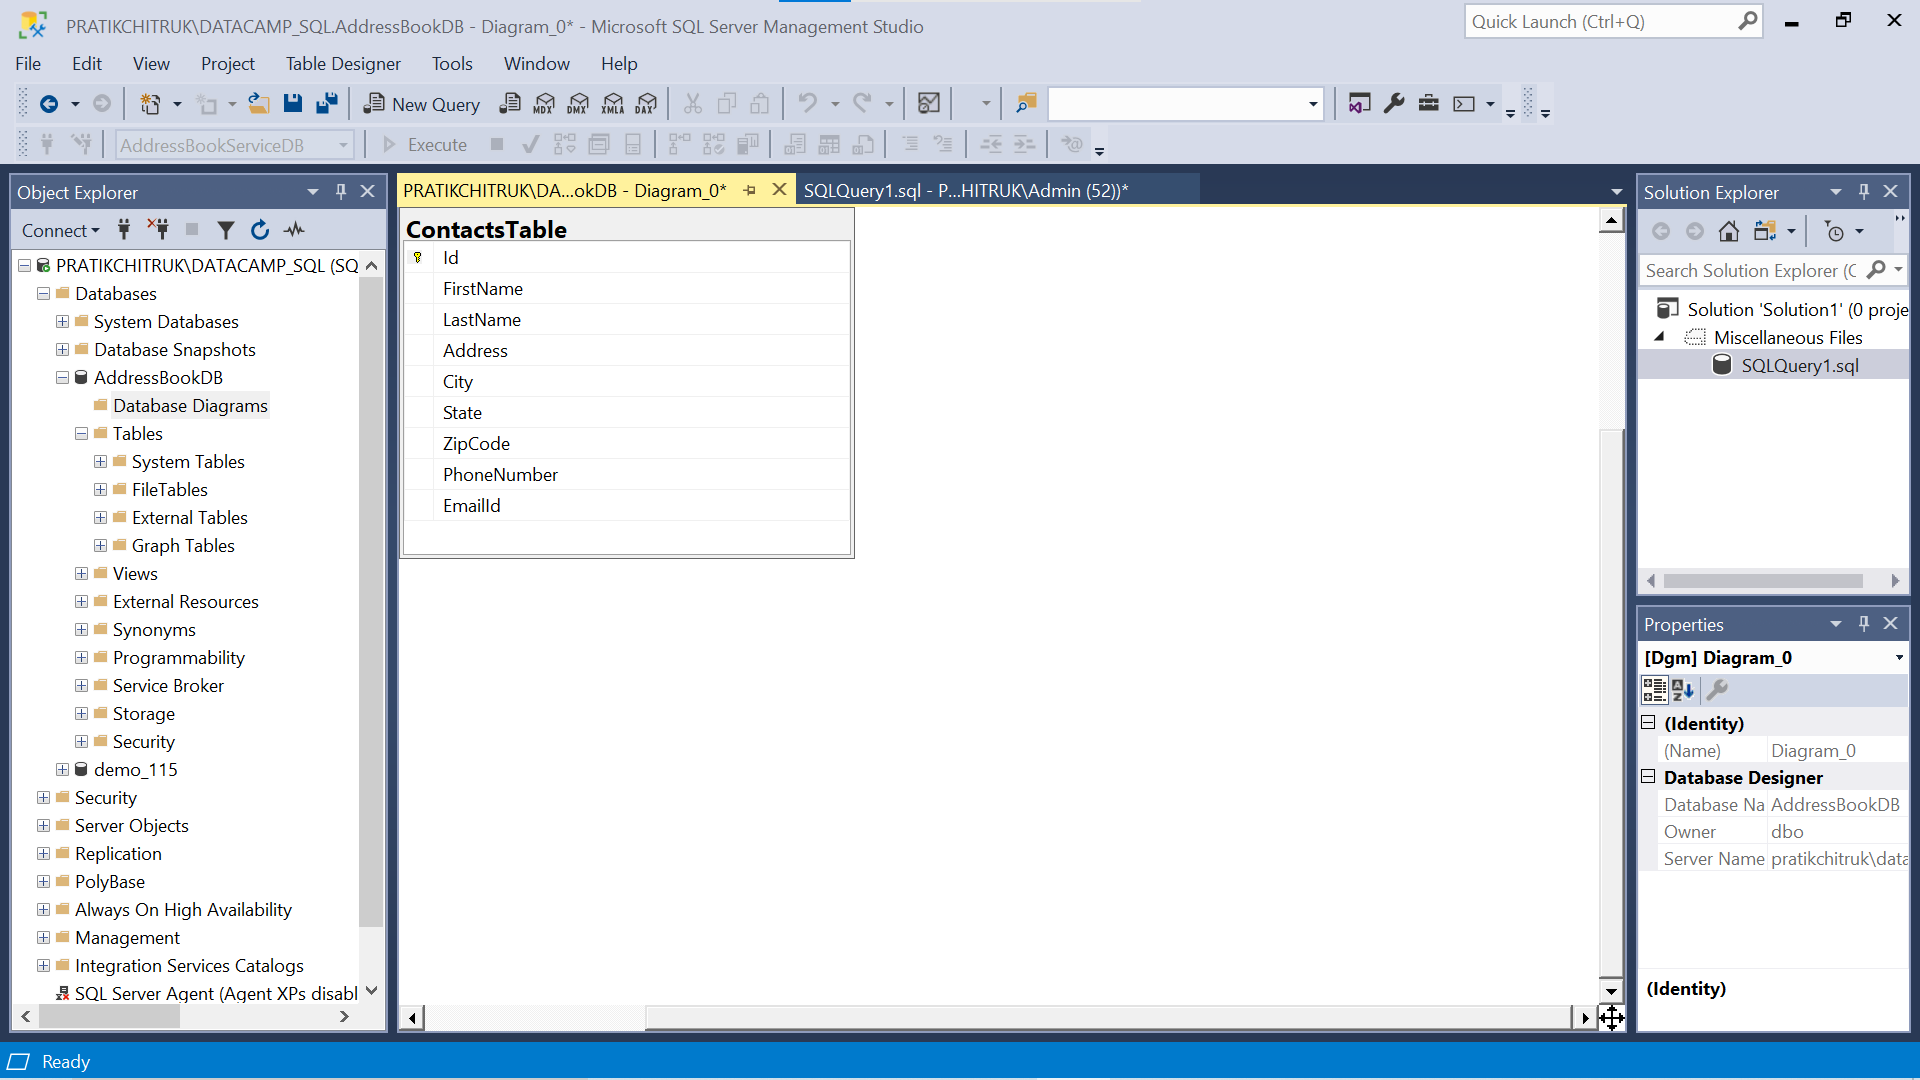 PRATIKCHITRUK\DATACAMP_SQL.AddressBookDB - Diagram_0* - Microsoft SQL Server Management Studio
Quick Launch (Ctrl+Q)
File Edit View Project Table Designer Tools Window Help
New Query MDX DMX XMLA DAX
AddressBookServiceDB Execute
Object Explorer
Connect
PRATIKCHITRUK\DATACAMP_SQL (SQ
Databases
System Databases
Database Snapshots
AddressBookDB
Database Diagrams
Tables
System Tables
FileTables
External Tables
Graph Tables
Views
External Resources
Synonyms
Programmability
Service Broker
Storage
Security
demo_115
Security
Server Objects
Replication
PolyBase
Always On High Availability
Management
Integration Services Catalogs
SQL Server Agent (Agent XPs disabl
PRATIKCHITRUK\DA...okDB - Diagram_0*
SQLQuery1.sql - P...HITRUK\Admin (52))*
ContactsTable
Id
FirstName
LastName
Address
City
State
ZipCode
PhoneNumber
EmailId
Solution Explorer
Search Solution Explorer (C
Solution 'Solution1' (0 proje
Miscellaneous Files
SQLQuery1.sql
Properties
[Dgm] Diagram_0
(Identity)
(Name) Diagram_0
Database Designer
Database Na AddressBookDB
Owner dbo
Server Name pratikchitruk\data
(Identity)
Ready